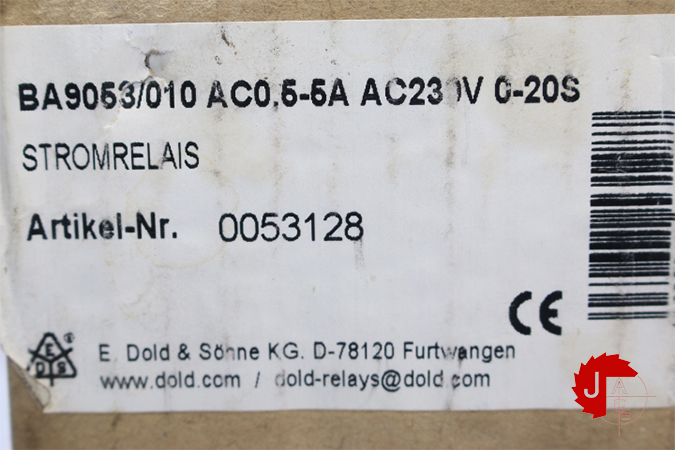 BA9053/010 AC0,5-5A AC230V 0-20S
STROMRELAIS
Artikel-Nr. 0053128
CE
E D S ®
E. Dold & Söhne KG. D-78120 Furtwangen
www.dold.com / dold-relays@dold.com
JAES